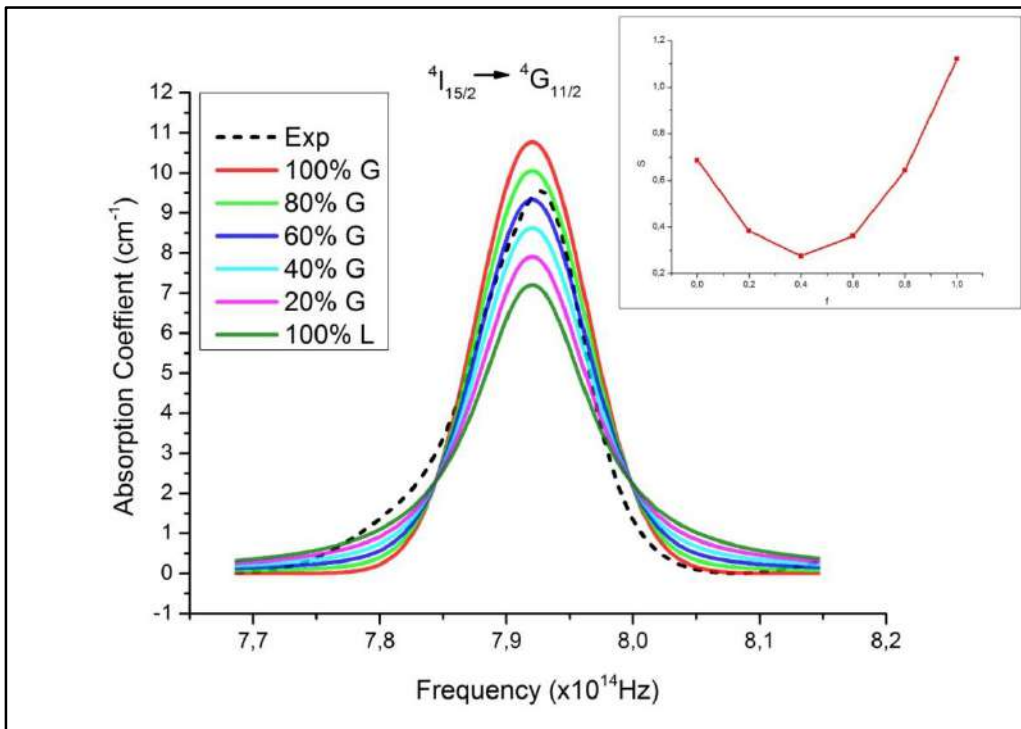 ⁴I₁₅/₂ → ⁴G₁₁/₂
Exp
100% G
80% G
60% G
40% G
20% G
100% L
Absorption Coeffient (cm⁻¹)
12
11
10
9
8
7
6
5
4
3
2
1
0
-1
7,7 7,8 7,9 8,0 8,1 8,2
Frequency (x10¹⁴Hz)
S
1,2
1,0
0,8
0,6
0,4
0,2
0,0 0,2 0,4 0,6 0,8 1,0
f